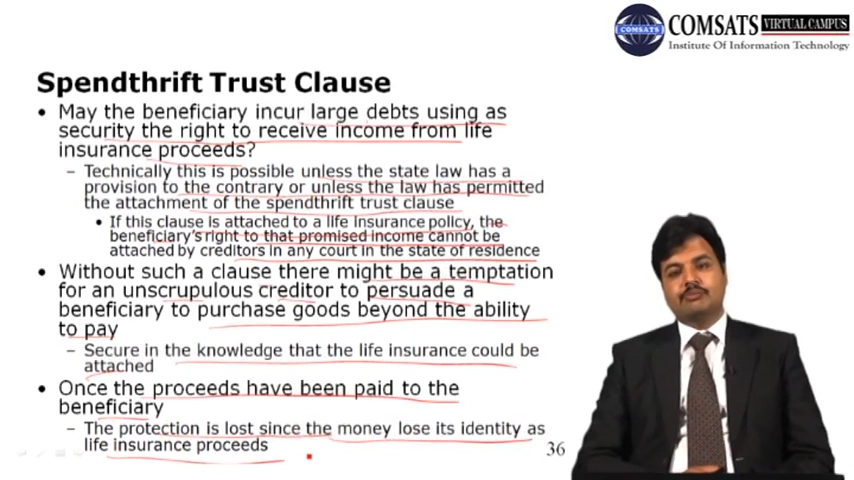 COMSATS VIRTUAL CAMPUS
COMSATS
Institute Of Information Technology
Spendthrift Trust Clause
• May the beneficiary incur large debts using as
security the right to receive income from life
insurance proceeds?
– Technically this is possible unless the state law has a
provision to the contrary or unless the law has permitted
the attachment of the spendthrift trust clause
• If this clause is attached to a life insurance policy, the
beneficiary's right to that promised income cannot be
attached by creditors in any court in the state of residence
• Without such a clause there might be a temptation
for an unscrupulous creditor to persuade a
beneficiary to purchase goods beyond the ability
to pay
– Secure in the knowledge that the life insurance could be
attached
• Once the proceeds have been paid to the
beneficiary
– The protection is lost since the money lose its identity as
life insurance proceeds
36